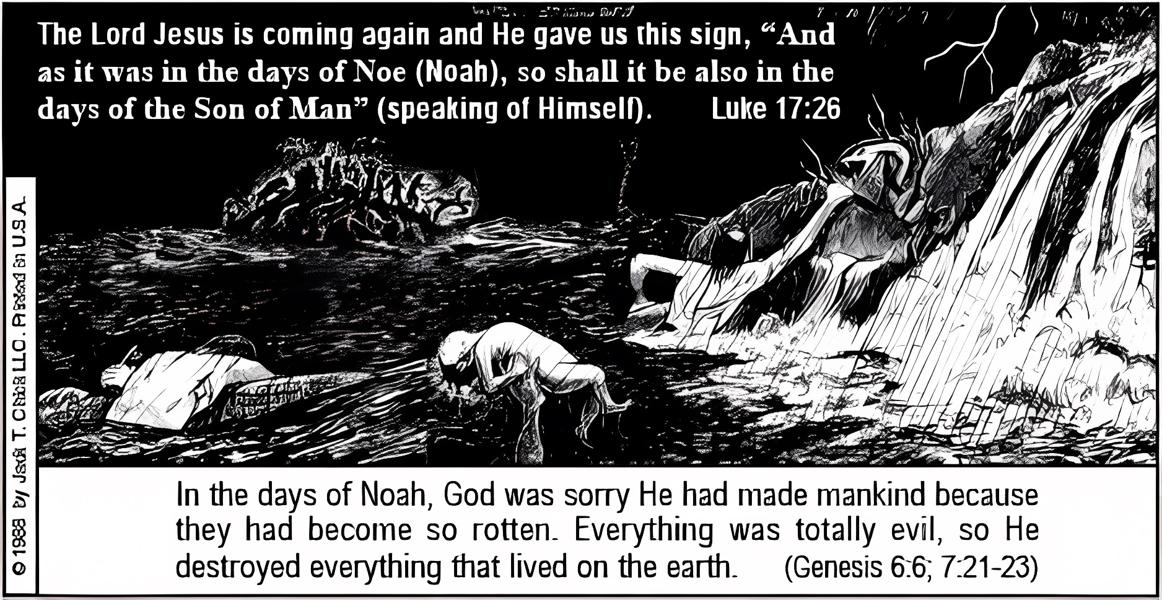 The Lord Jesus is coming again and He gave us this sign, “And
as it was in the days of Noe (Noah), so shall it be also in the
days of the Son of Man” (speaking of Himself). Luke 17:26
© 1988 By Jack T. Chick LLC. Printed in U.S.A.
In the days of Noah, God was sorry He had made mankind because
they had become so rotten. Everything was totally evil, so He
destroyed everything that lived on the earth. (Genesis 6:6; 7:21-23)